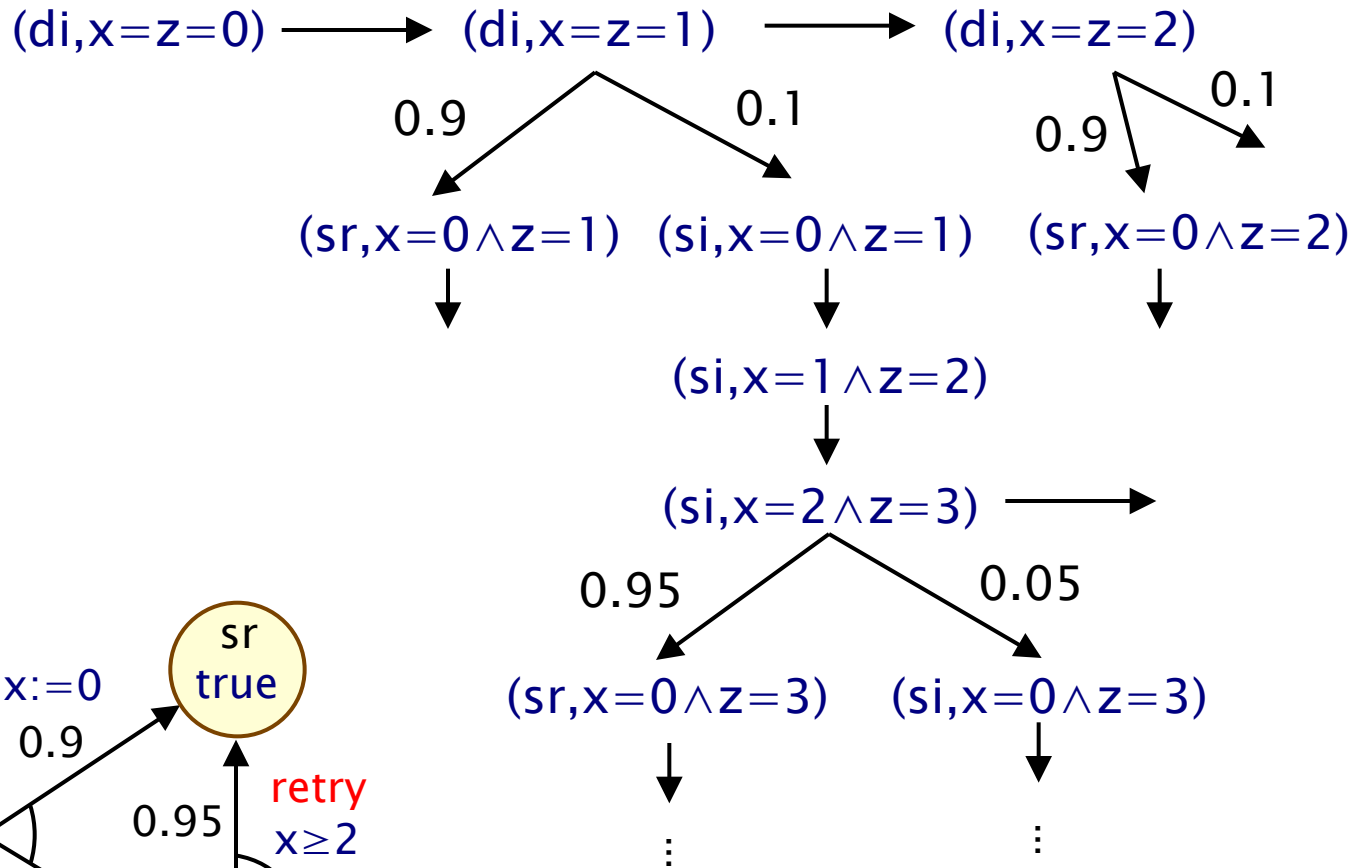 (di,x=z=0) (di,x=z=1) (di,x=z=2)
0.9 0.1 0.9 0.1
(sr,x=0∧z=1) (si,x=0∧z=1) (sr,x=0∧z=2)
(si,x=1∧z=2)
(si,x=2∧z=3)
0.95 0.05
(sr,x=0∧z=3) (si,x=0∧z=3)
⋮ ⋮
sr
true
x:=0
0.9
retry
0.95
x≥2